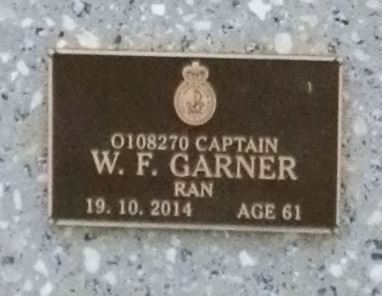 O108270 CAPTAIN
W. F. GARNER
RAN
19. 10. 2014 AGE 61